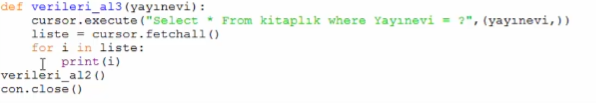 def verileri_al3(yayınevi):
    cursor.execute("Select * From kitaplık where Yayınevi = ?",(yayınevi,))
    liste = cursor.fetchall()
    for i in liste:
        print(i)
verileri_al2()
con.close()